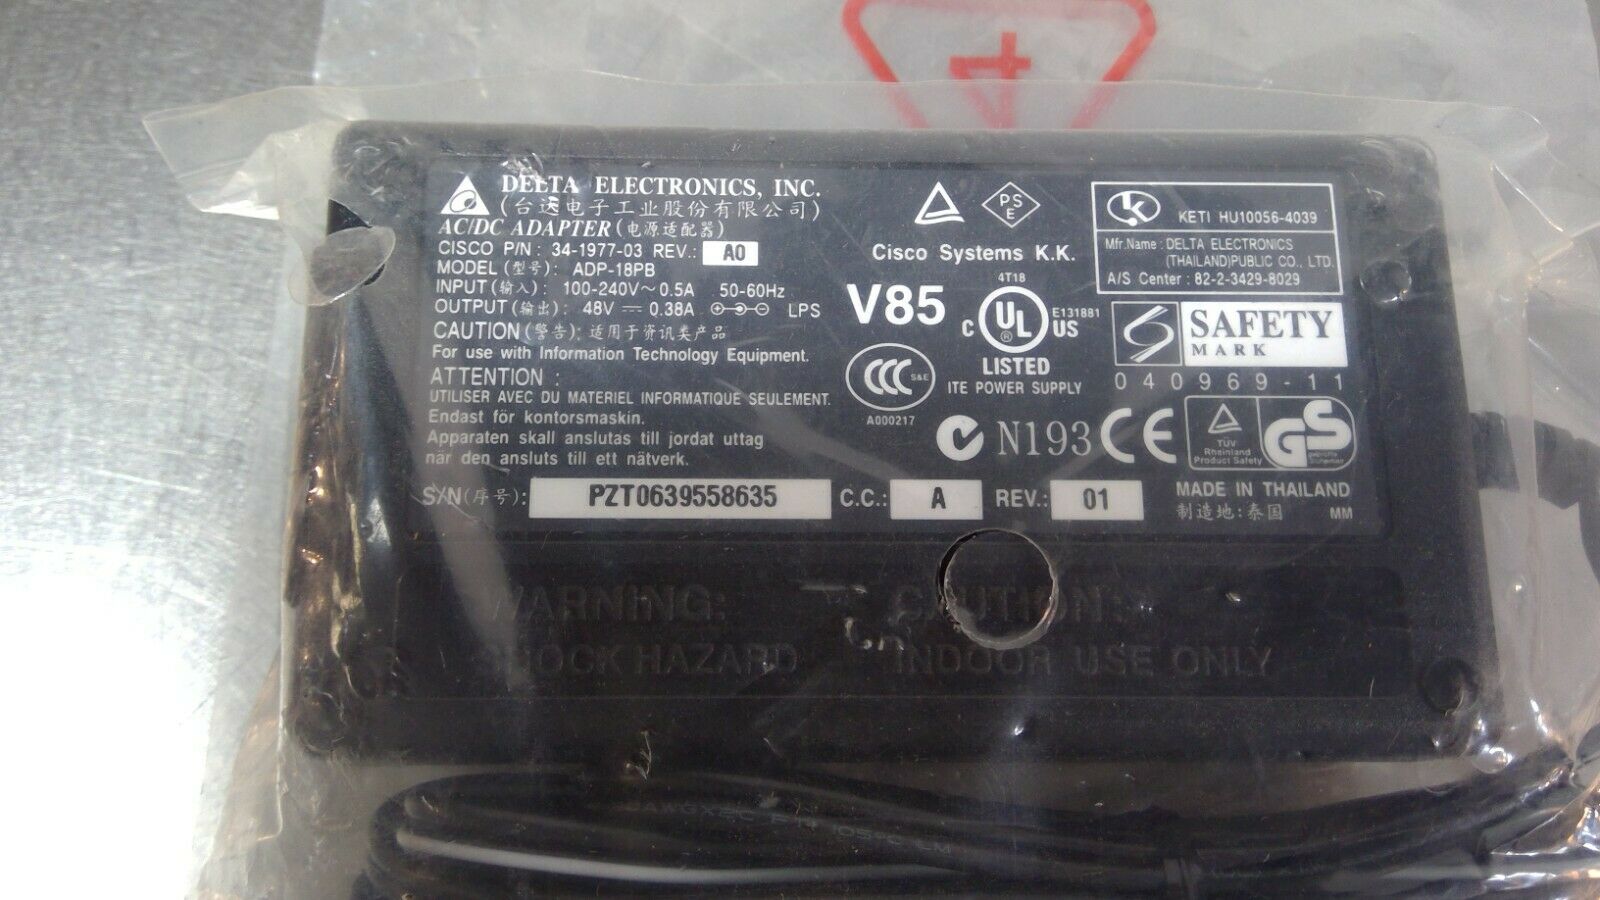 4
DELTA ELECTRONICS, INC.
(台达电子工业股份有限公司)
AC/DC ADAPTER (电源适配器)
CISCO P/N: 34-1977-03 REV.: A0
MODEL (型号): ADP-18PB
INPUT (输入): 100-240V~0.5A 50-60Hz
OUTPUT (输出): 48V 0.38A LPS
CAUTION (警告): 适用于资讯类产品
For use with Information Technology Equipment.
ATTENTION :
UTILISER AVEC DU MATERIEL INFORMATIQUE SEULEMENT.
Endast för kontorsmaskin.
Apparaten skall anslutas till jordat uttag
när den ansluts till ett nätverk.
S/N (序号): PZT0639558635 C.C.: A REV.: 01
PS
E
Cisco Systems K.K.
V85
4T18
C UL US
®
E131881
LISTED
ITE POWER SUPPLY
CCC S&E
A000217
N193 CE
K KETI HU10056-4039
Mfr.Name : DELTA ELECTRONICS
(THAILAND)PUBLIC CO., LTD.
A/S Center : 82-2-3429-8029
SAFETY
MARK
040969-11
TÜV
Rheinland
Product Safety
GS
geprüfte
Sicherheit
MADE IN THAILAND
制造地: 泰国 MM
WARNING:
SHOCK HAZARD
CAUTION:
INDOOR USE ONLY